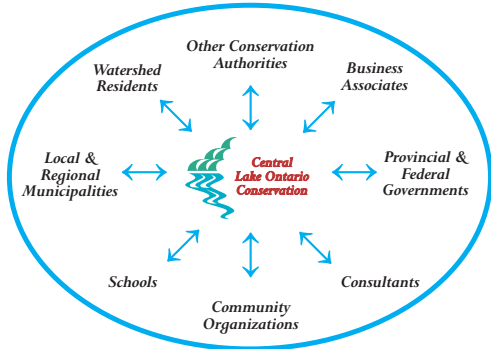 Other Conservation
Authorities
Watershed
Residents
Business
Associates
Local &
Regional
Municipalities
Central
Lake Ontario
Conservation
Provincial &
Federal
Governments
Schools
Consultants
Community
Organizations